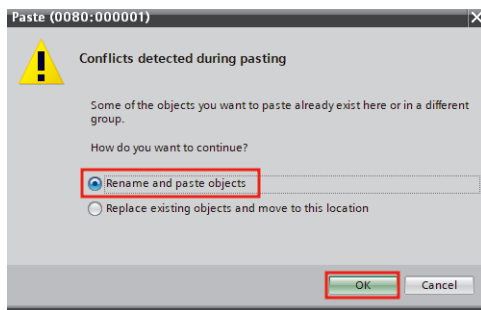 Paste (0080:000001)
Conflicts detected during pasting
Some of the objects you want to paste already exist here or in a different
group.
How do you want to continue?
Rename and paste objects
Replace existing objects and move to this location
OK Cancel